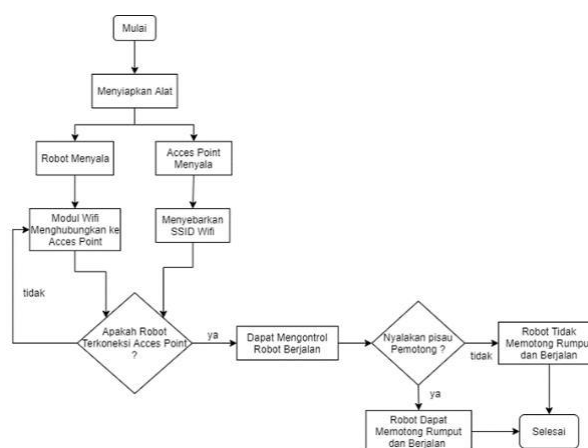 Mulai
Menyiapkan Alat
Robot Menyala
Acces Point
Menyala
Modul Wifi
Menghubungkan ke
Acces Point
Menyebarkan
SSID Wifi
tidak
Apakah Robot
Terkoneksi Acces Point
?
ya
Dapat Mengontrol
Robot Berjalan
Nyalakan pisau
Pemotong ?
tidak
Robot Tidak
Memotong Rumput
dan Berjalan
ya
Robot Dapat
Memotong Rumput
dan Berjalan
Selesai